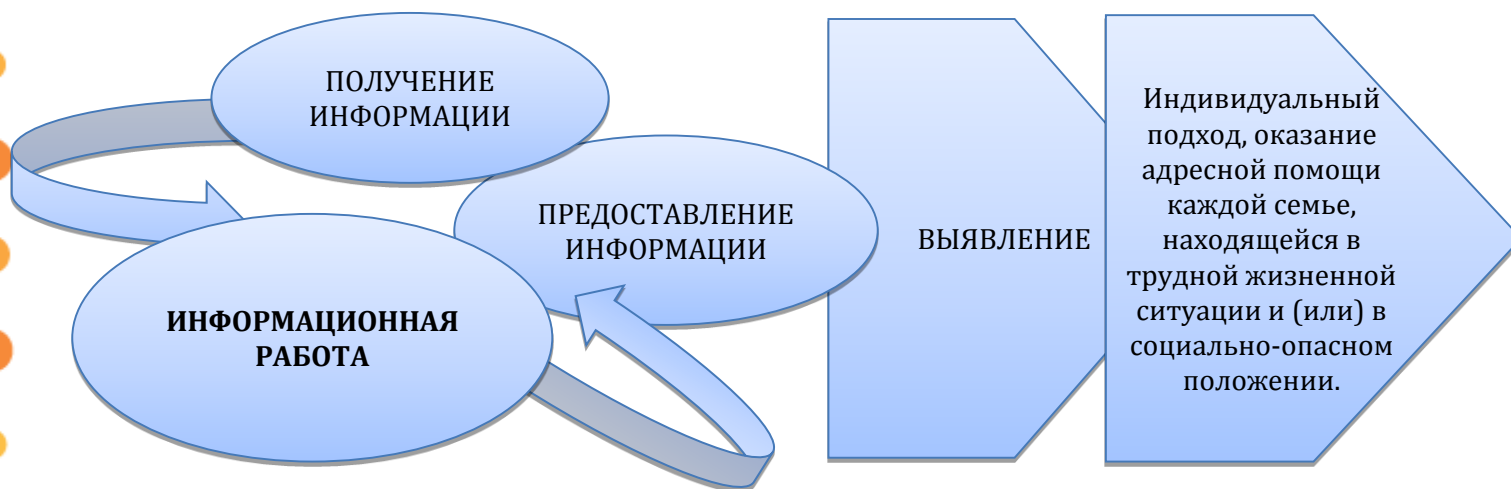 ПОЛУЧЕНИЕ
ИНФОРМАЦИИ
ПРЕДОСТАВЛЕНИЕ
ИНФОРМАЦИИ
ИНФОРМАЦИОННАЯ
РАБОТА
ВЫЯВЛЕНИЕ
Индивидуальный
подход, оказание
адресной помощи
каждой семье,
находящейся в
трудной жизненной
ситуации и (или) в
социально-опасном
положении.